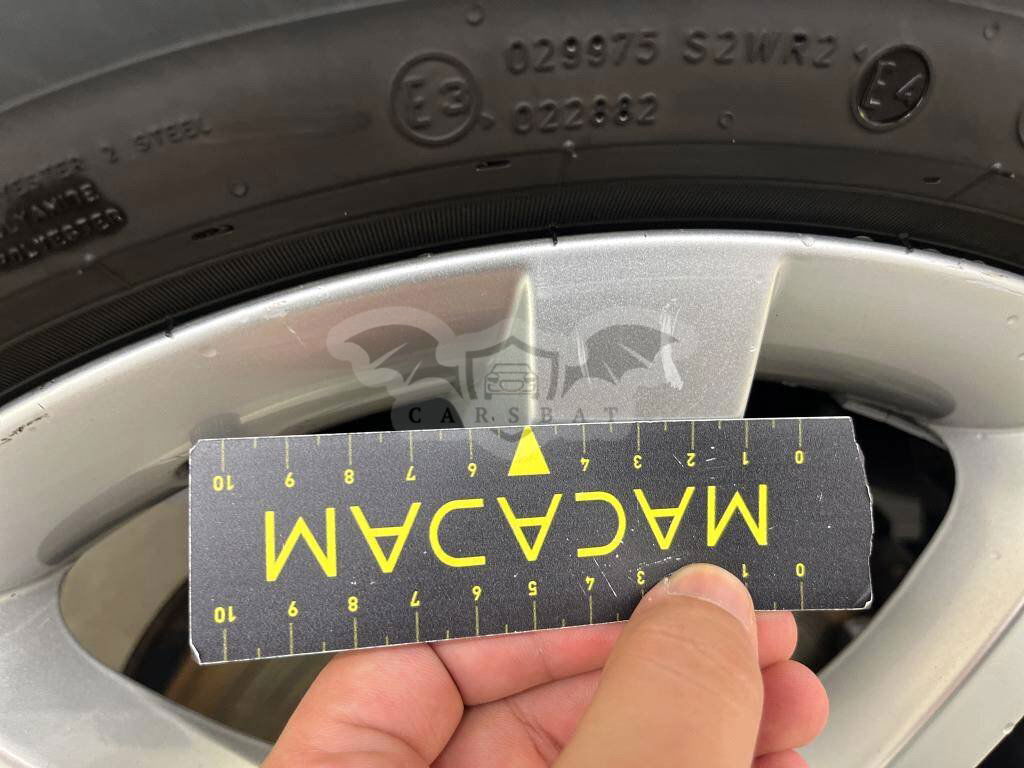 029975 S2WR2
E3
022882
E4
2 STEEL
POLYESTER
CARSBAT
10 9 8 7 6 4 3 2 1 0
MACADAM
10 9 8 7 6 5 4 3 1 0